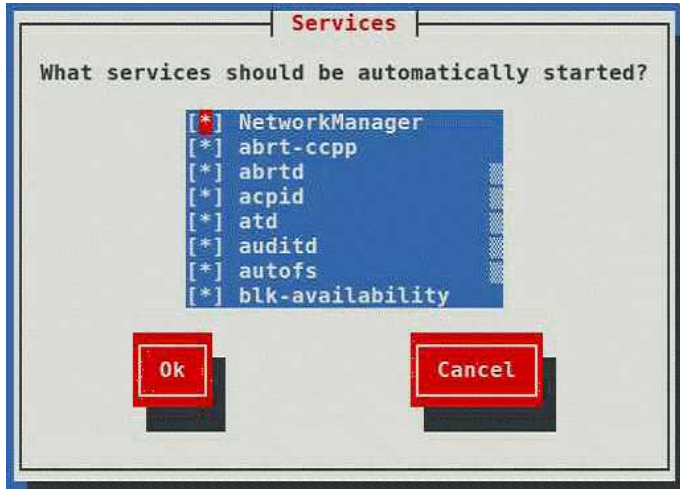 Services
What services should be automatically started?
[*] NetworkManager
[*] abrt-ccpp
[*] abrtd
[*] acpid
[*] atd
[*] auditd
[*] autofs
[*] blk-availability
Ok Cancel